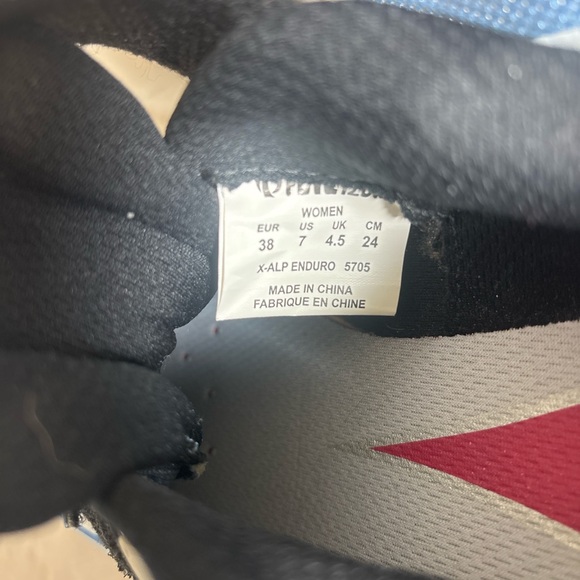 WOMEN
EUR US UK CM
38 7 4.5 24
X-ALP ENDURO 5705
MADE IN CHINA
FABRIQUE EN CHINE